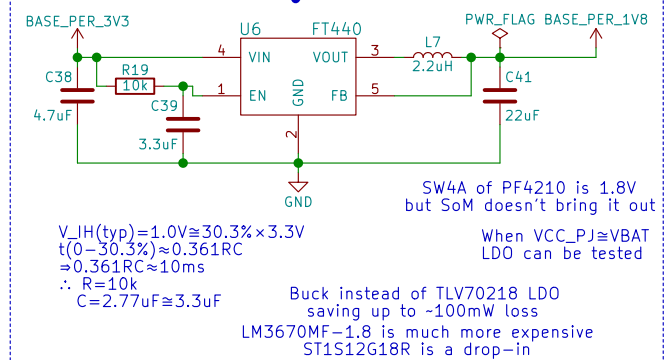 BASE_PER_3V3
U6
FT440
PWR_FLAG
BASE_PER_1V8
4
VIN
VOUT
3
L7
2.2uH
R19
10k
C38
4.7uF
C39
3.3uF
1
EN
GND
FB
5
2
C41
22uF
GND
SW4A of PF4210 is 1.8V
but SoM doesn't bring it out
When VCC_PJ≅VBAT
LDO can be tested
V_IH(typ)=1.0V≅30.3%×3.3V
t(0-30.3%)≈0.361RC
⇒0.361RC≈10ms
∴ R=10k
C=2.77uF≅3.3uF
Buck instead of TLV70218 LDO
saving up to ~100mW loss
LM3670MF-1.8 is much more expensive
ST1S12G18R is a drop-in